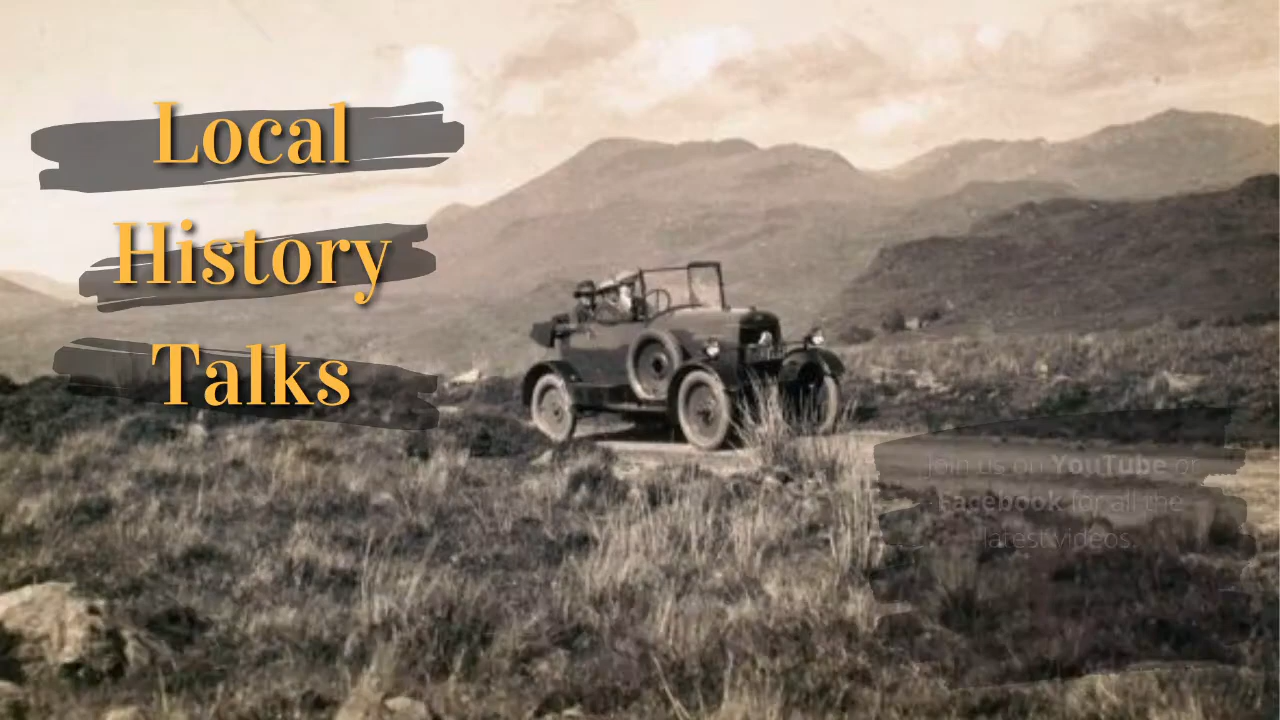 Local
History
Talks
Join us on YouTube or
Facebook for all the
latest videos.